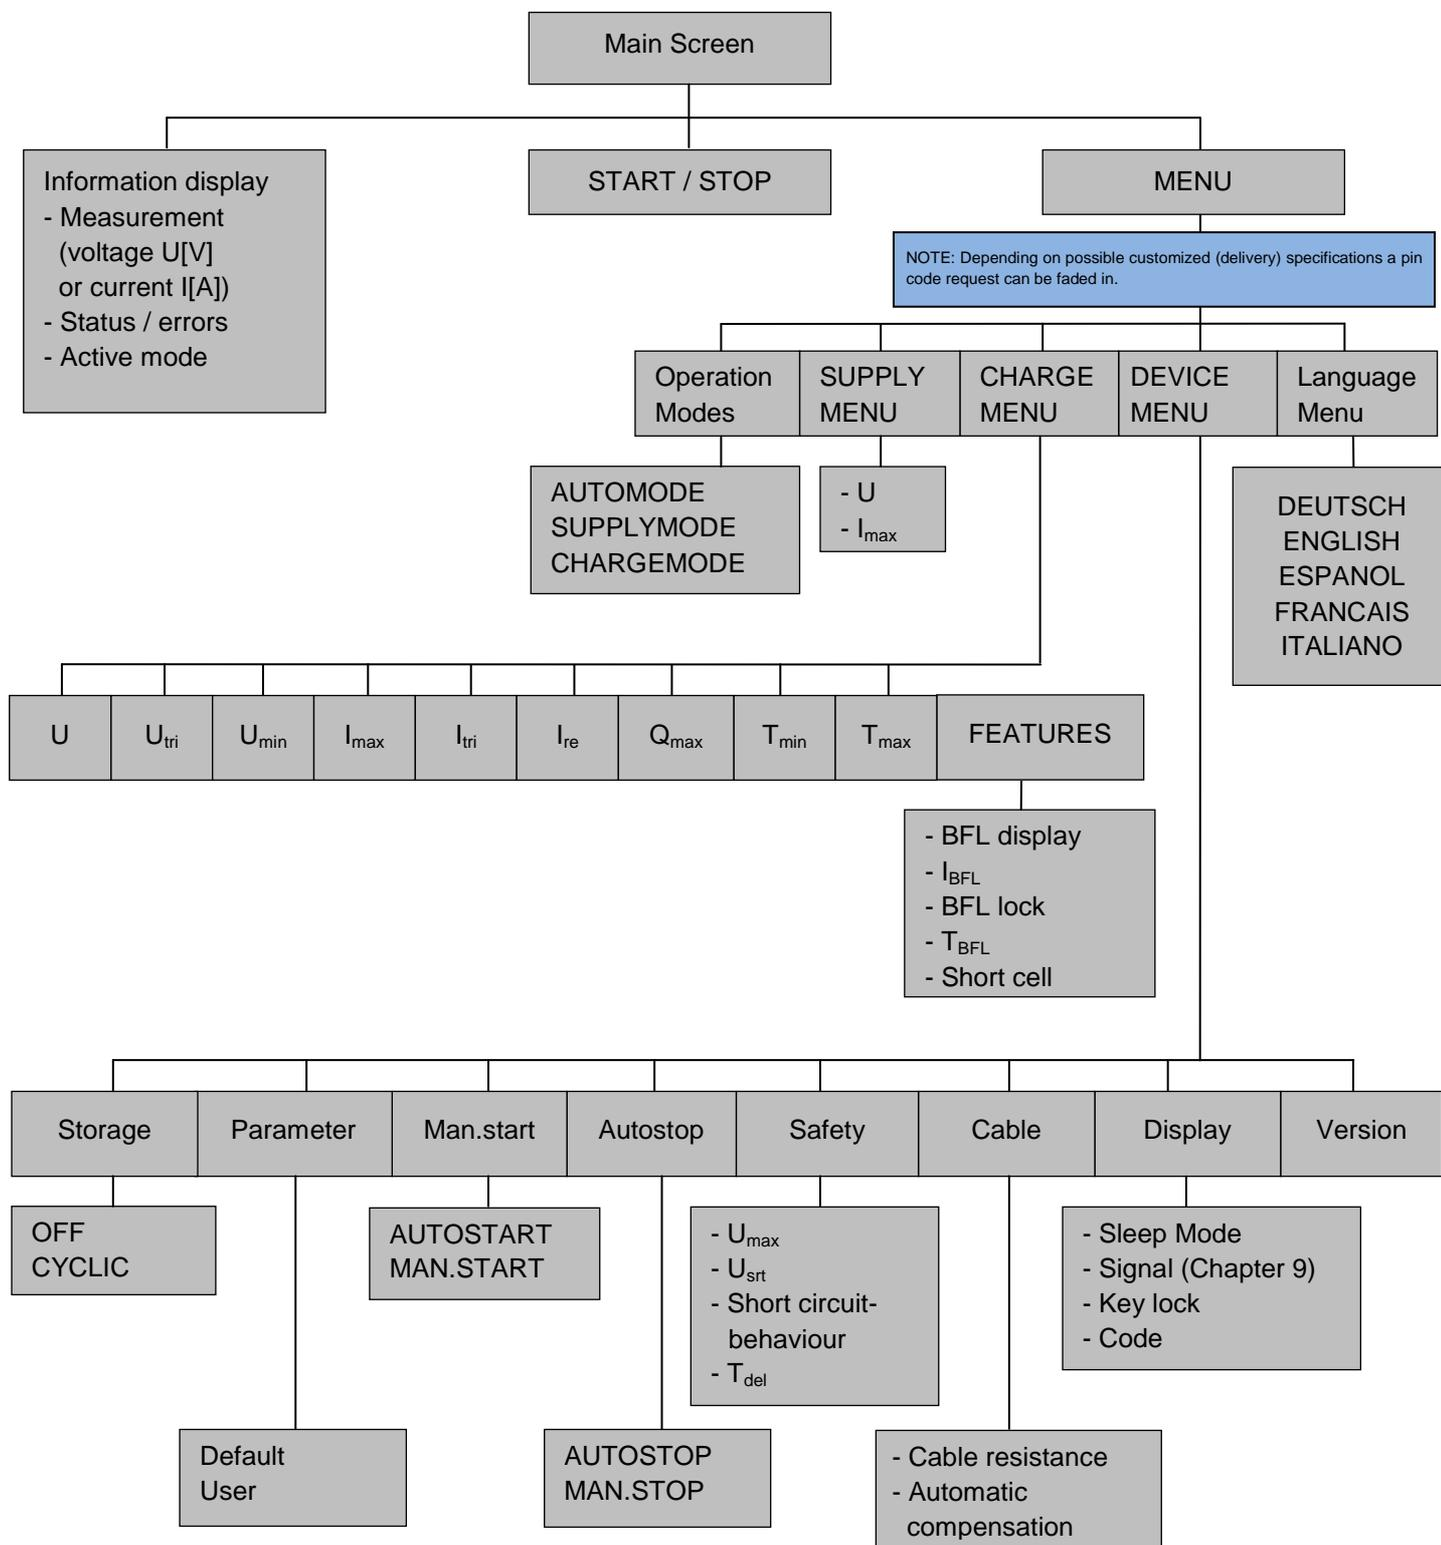 Main Screen
Information display
- Measurement
(voltage U[V]
or current I[A])
- Status / errors
- Active mode
START / STOP
MENU
NOTE: Depending on possible customized (delivery) specifications a pin
code request can be faded in.
Operation
Modes
SUPPLY
MENU
CHARGE
MENU
DEVICE
MENU
Language
Menu
AUTOMODE
SUPPLYMODE
CHARGEMODE
- U
- Imax
DEUTSCH
ENGLISH
ESPANOL
FRANCAIS
ITALIANO
U
Utri
Umin
Imax
Itri
Ire
Qmax
Tmin
Tmax
FEATURES
- BFL display
- IBFL
- BFL lock
- TBFL
- Short cell
Storage
Parameter
Man.start
Autostop
Safety
Cable
Display
Version
OFF
CYCLIC
AUTOSTART
MAN.START
- Umax
- Usrt
- Short circuit-
behaviour
- Tdel
- Sleep Mode
- Signal (Chapter 9)
- Key lock
- Code
Default
User
AUTOSTOP
MAN.STOP
- Cable resistance
- Automatic
compensation